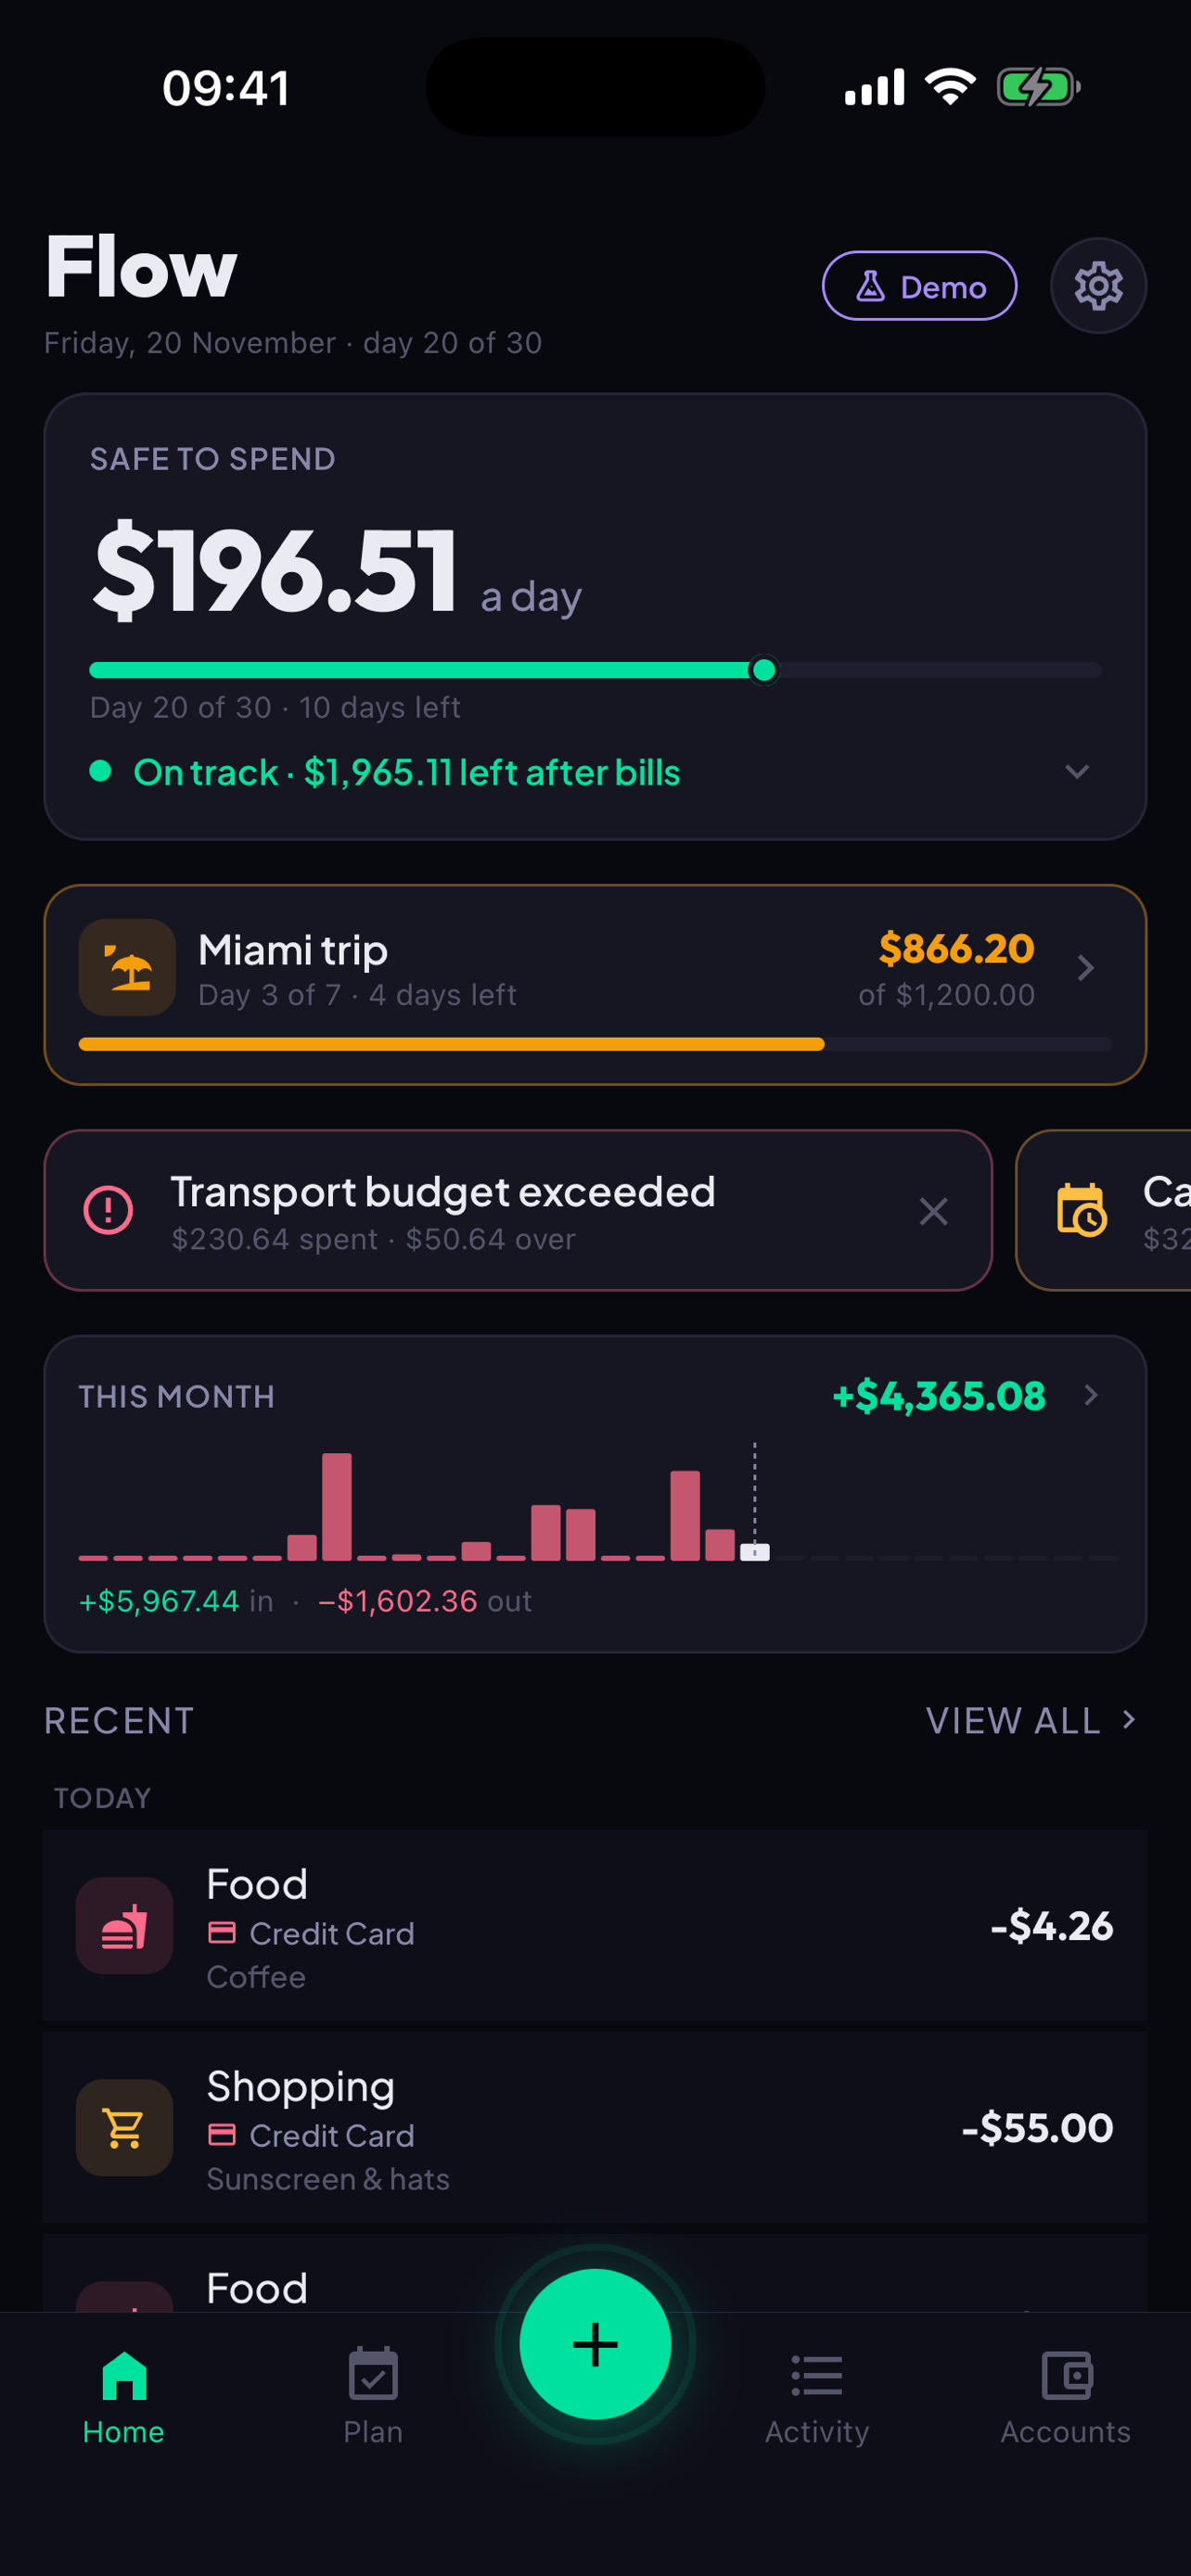 09:41
Flow
Demo
Friday, 20 November · day 20 of 30
SAFE TO SPEND
$196.51 a day
Day 20 of 30 · 10 days left
On track · $1,965.11 left after bills
Miami trip
$866.20
Day 3 of 7 · 4 days left
of $1,200.00
Transport budget exceeded
$230.64 spent · $50.64 over
Ca
$32
THIS MONTH
+$4,365.08
+$5,967.44 in · −$1,602.36 out
RECENT
VIEW ALL
TODAY
Food
Credit Card
Coffee
-$4.26
Shopping
Credit Card
Sunscreen & hats
-$55.00
Food
Home
Plan
Activity
Accounts